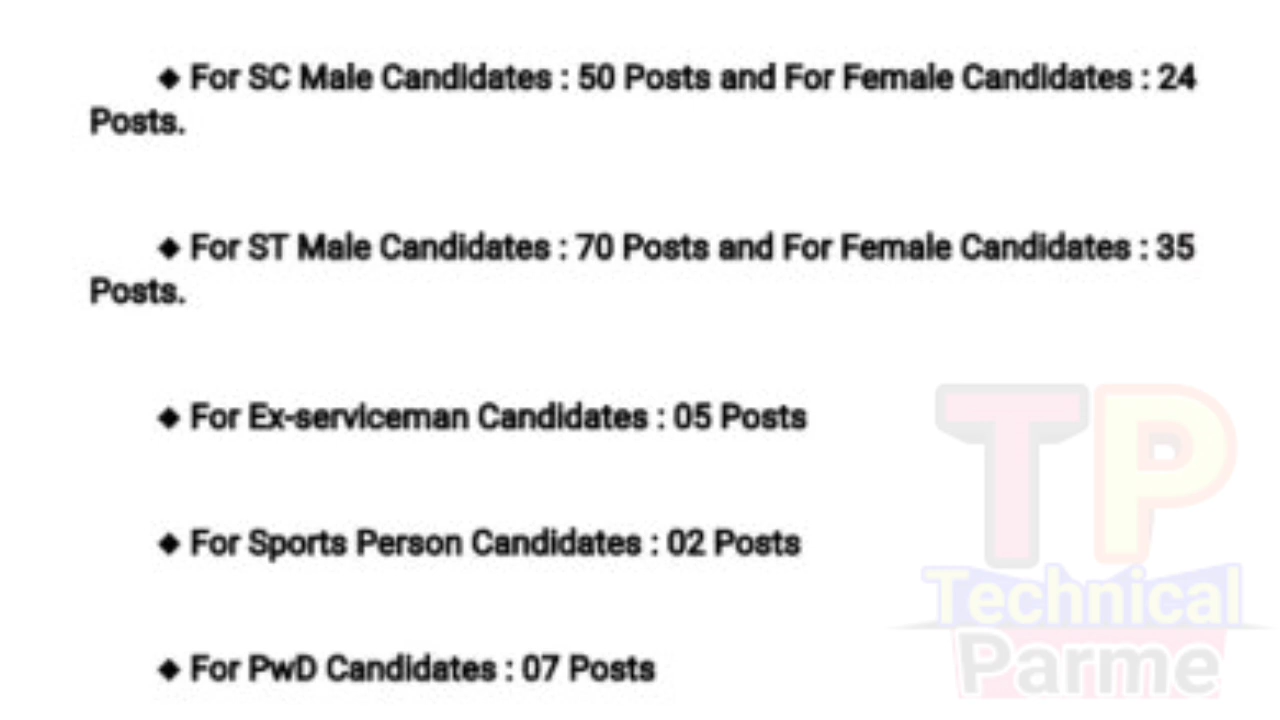 ◆ For SC Male Candidates : 50 Posts and For Female Candidates : 24
Posts.
◆ For ST Male Candidates : 70 Posts and For Female Candidates : 35
Posts.
◆ For Ex-serviceman Candidates : 05 Posts
◆ For Sports Person Candidates : 02 Posts
◆ For PwD Candidates : 07 Posts
TP
Technical
Parme